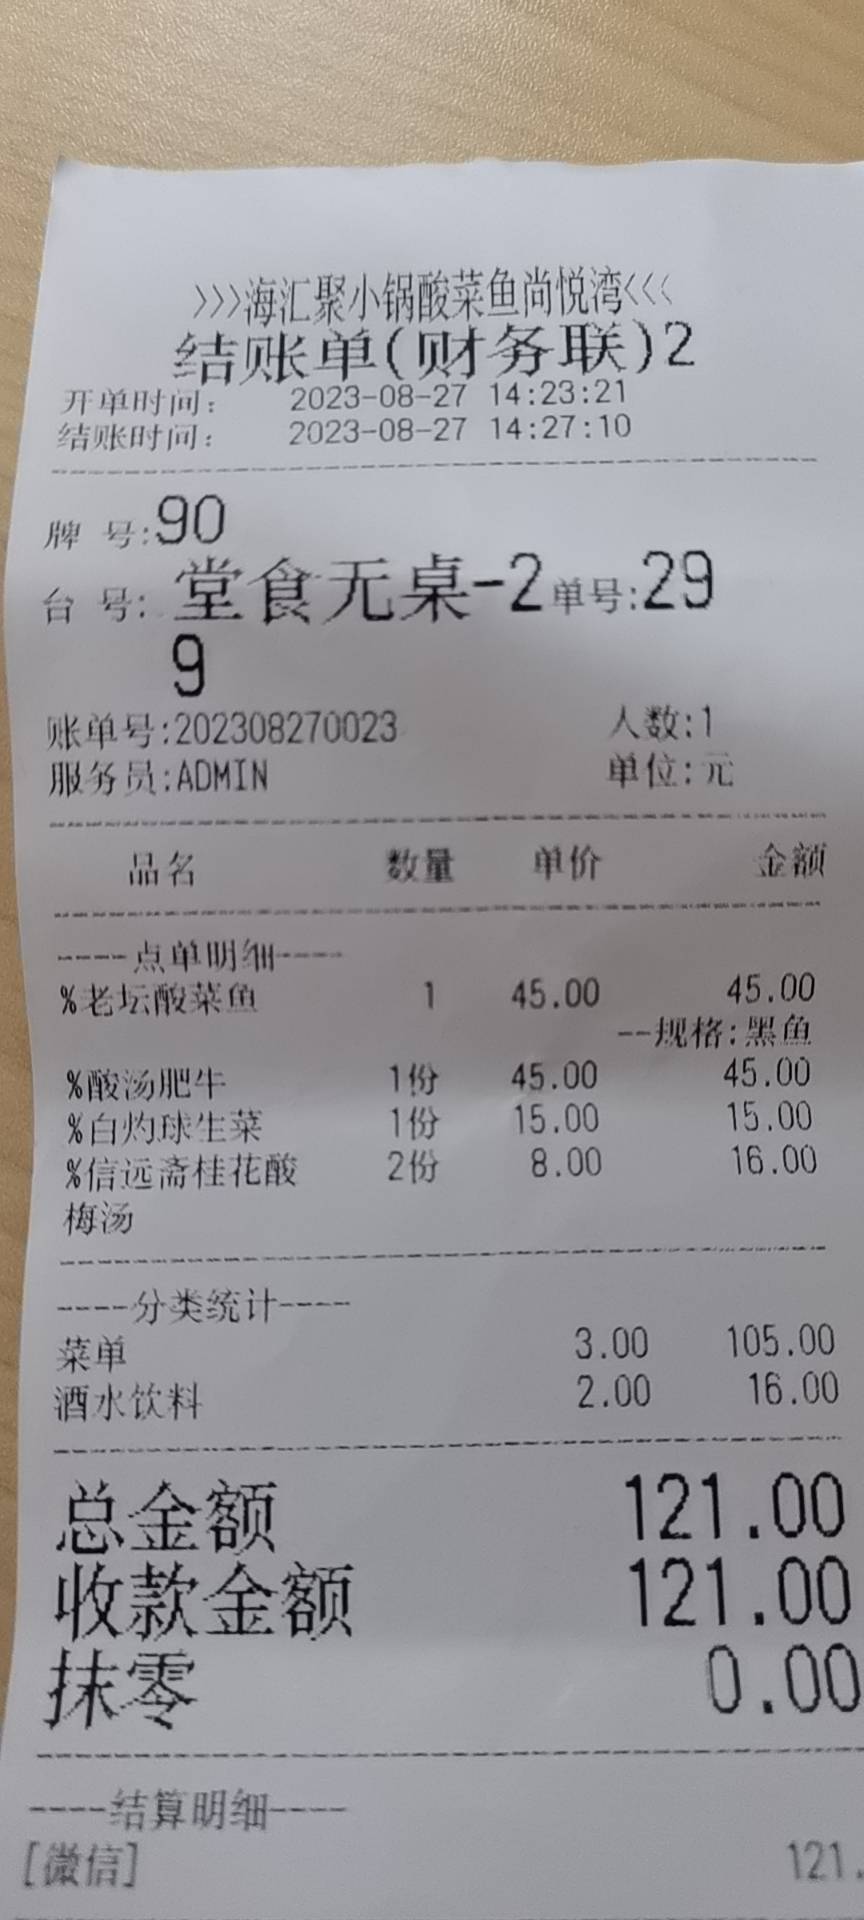 >>>海汇聚小锅酸菜鱼尚悦湾<<<
结账单(财务联)2
开单时间: 2023-08-27 14:23:21
结账时间: 2023-08-27 14:27:10
牌 号:90
台 号: 堂食无桌-2 单号:29
9
账单号:202308270023 人数:1
服务员:ADMIN 单位:元
品名 数量 单价 金额
----点单明细----
%老坛酸菜鱼 1 45.00 45.00
--规格:黑鱼
%酸汤肥牛 1份 45.00 45.00
%白灼球生菜 1份 15.00 15.00
%信远斋桂花酸 2份 8.00 16.00
梅汤
----分类统计----
菜单 3.00 105.00
酒水饮料 2.00 16.00
总金额 121.00
收款金额 121.00
抹零 0.00
----结算明细----
[微信] 121.